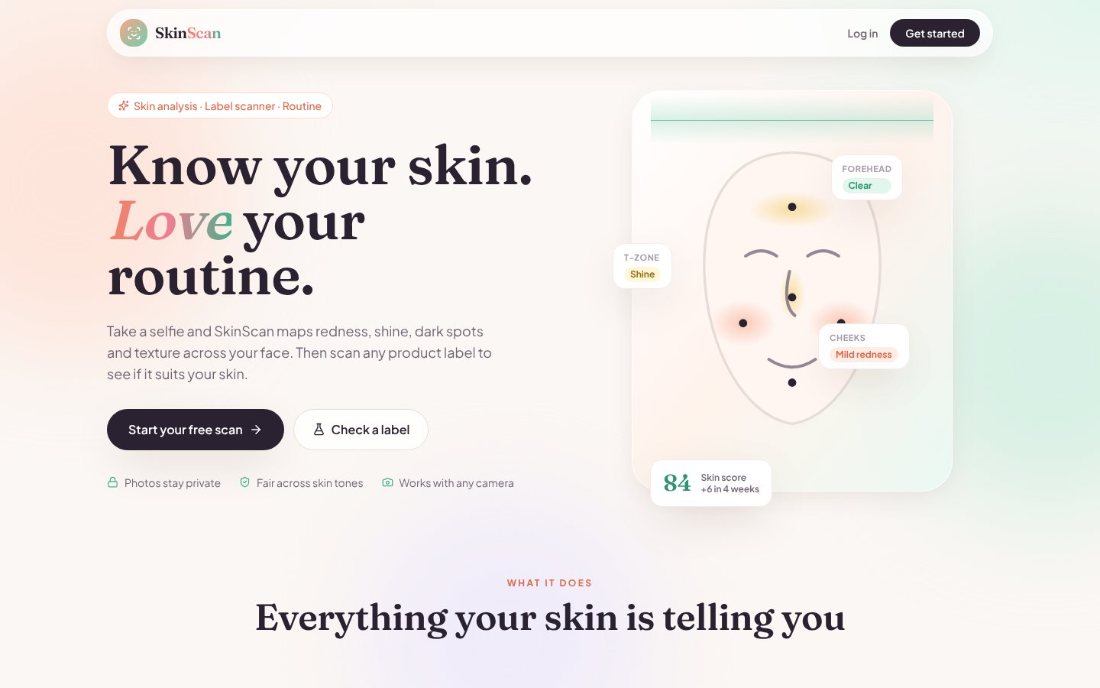 SkinScan
Log in
Get started
Skin analysis · Label scanner · Routine
Know your skin.
Love your
routine.
Take a selfie and SkinScan maps redness, shine, dark spots
and texture across your face. Then scan any product label to
see if it suits your skin.
Start your free scan →
Check a label
Photos stay private
Fair across skin tones
Works with any camera
FOREHEAD
Clear
T-ZONE
Shine
CHEEKS
Mild redness
84
Skin score
+6 in 4 weeks
WHAT IT DOES
Everything your skin is telling you